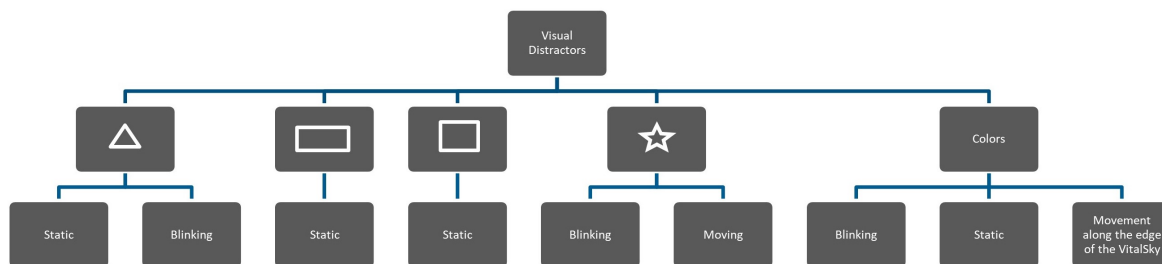 Visual
Distractors
Colors
Static
Blinking
Static
Static
Blinking
Moving
Blinking
Static
Movement
along the edge
of the VitalSky